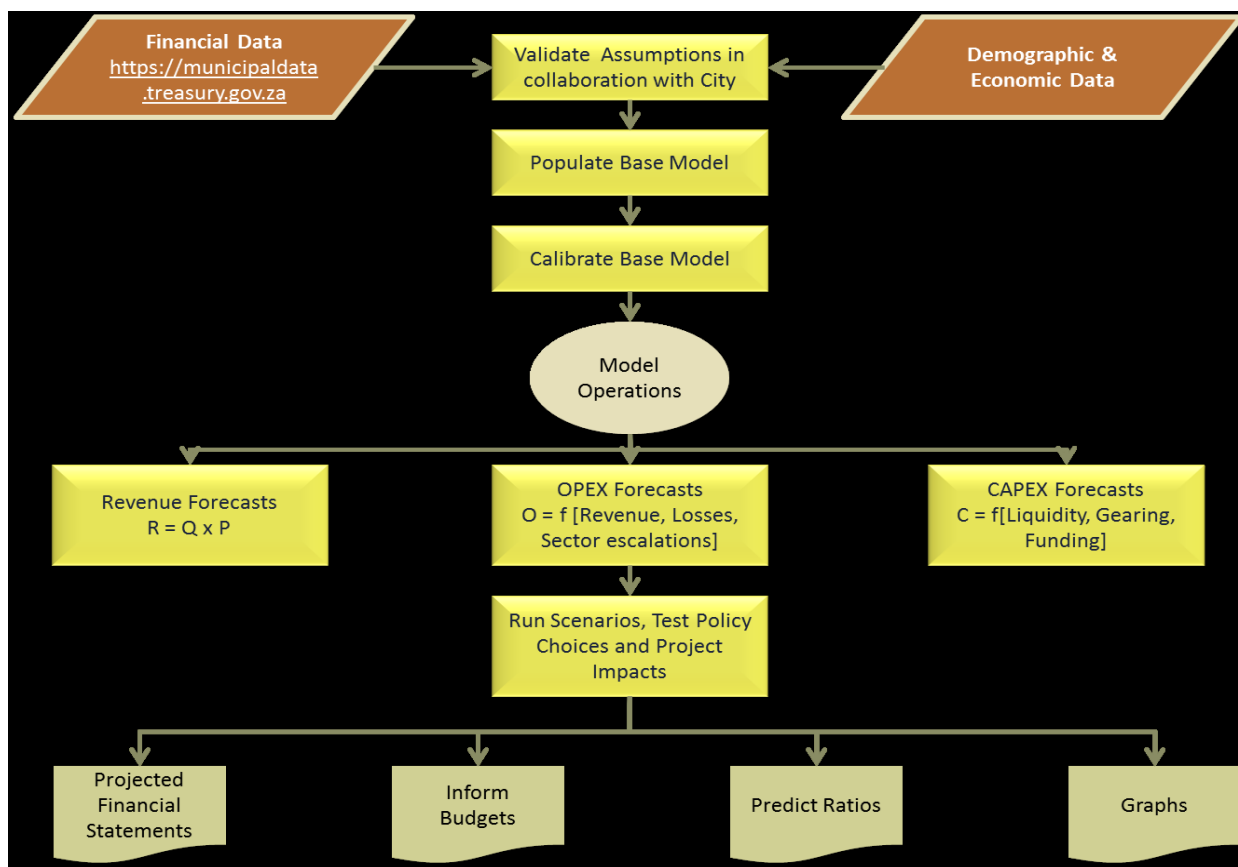 Financial Data
https://municipaldata
.treasury.gov.za
Validate Assumptions in
collaboration with City
Demographic &
Economic Data
Populate Base Model
Calibrate Base Model
Model
Operations
Revenue Forecasts
R = Q x P
OPEX Forecasts
O = f [Revenue, Losses,
Sector escalations]
CAPEX Forecasts
C = f[Liquidity, Gearing,
Funding]
Run Scenarios, Test Policy
Choices and Project
Impacts
Projected
Financial
Statements
Inform
Budgets
Predict Ratios
Graphs